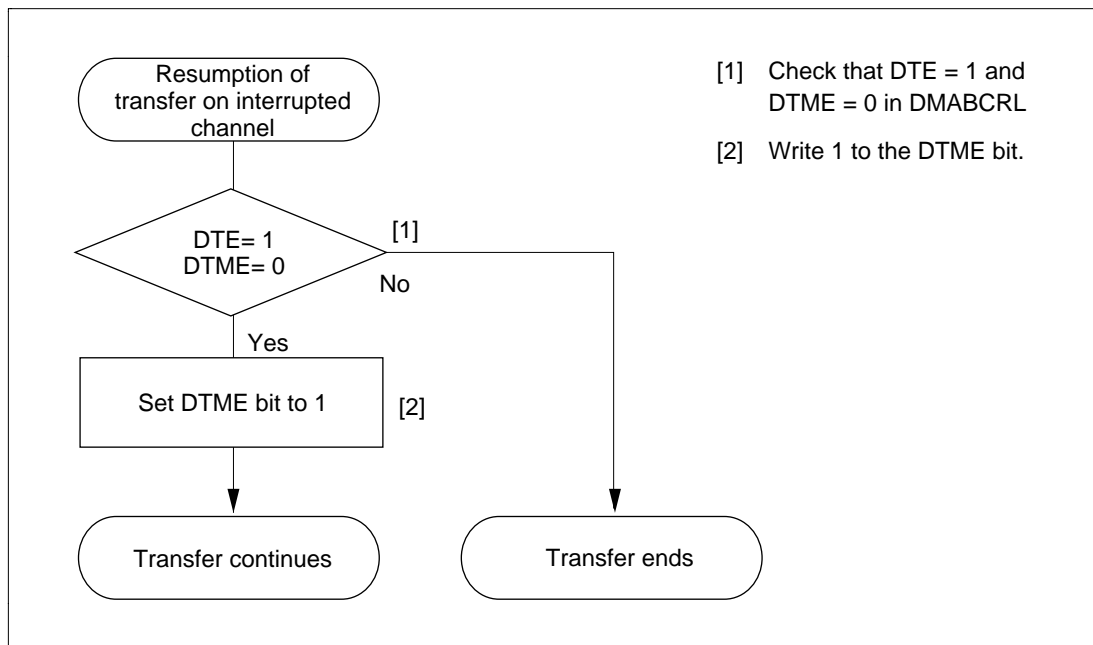 Resumption of
transfer on interrupted
channel
[1] Check that DTE = 1 and
DTME = 0 in DMABCRL
[2] Write 1 to the DTME bit.
DTE= 1
DTME= 0
[1]
No
Yes
Set DTME bit to 1
[2]
Transfer continues
Transfer ends